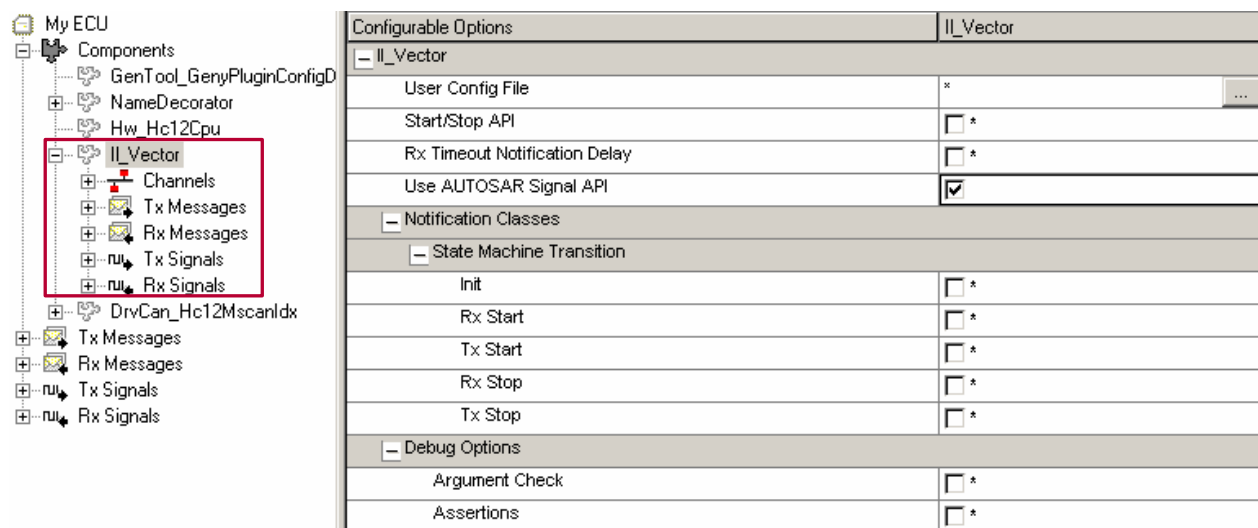 My ECU
Components
GenTool_GenyPluginConfigD
NameDecorator
Hw_Hc12Cpu
Il_Vector
Channels
Tx Messages
Rx Messages
Tx Signals
Rx Signals
DrvCan_Hc12MscanIdx
Tx Messages
Rx Messages
Tx Signals
Rx Signals
Configurable Options Il_Vector
Il_Vector
User Config File * ...
Start/Stop API *
Rx Timeout Notification Delay *
Use AUTOSAR Signal API
Notification Classes
State Machine Transition
Init *
Rx Start *
Tx Start *
Rx Stop *
Tx Stop *
Debug Options
Argument Check *
Assertions *